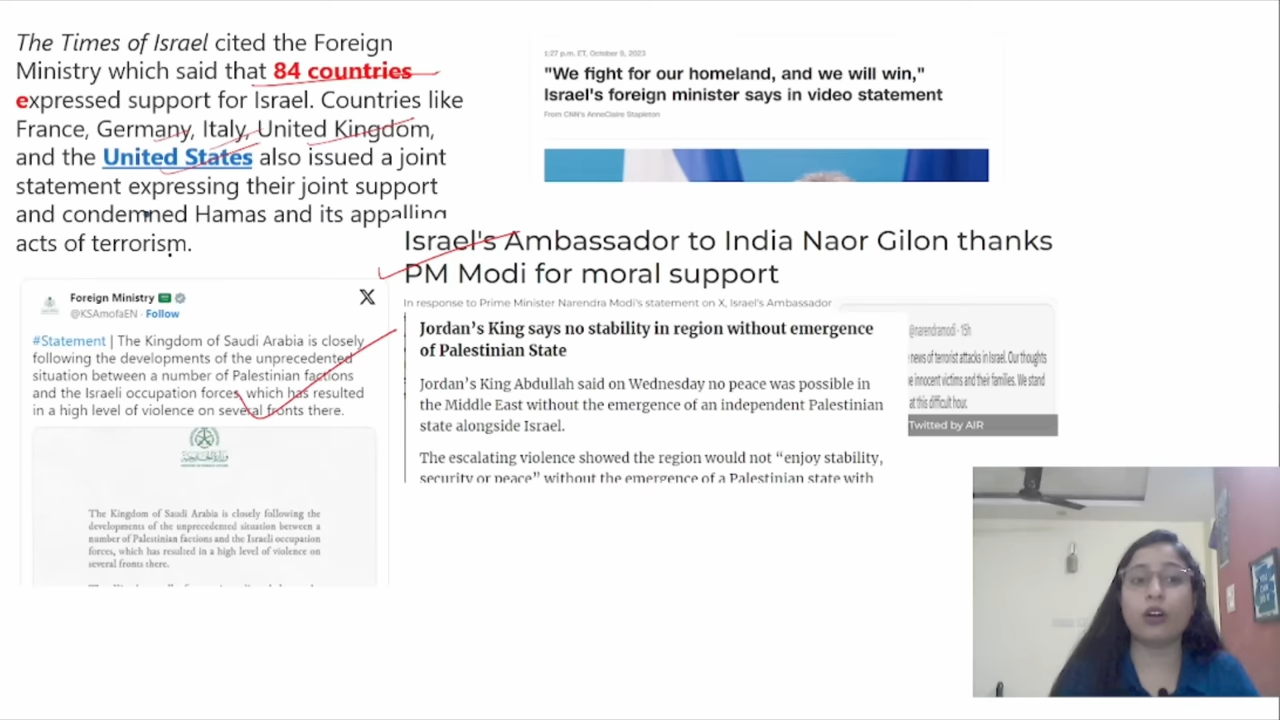 The Times of Israel cited the Foreign
Ministry which said that 84 countries
expressed support for Israel. Countries like
France, Germany, Italy, United Kingdom,
and the United States also issued a joint
statement expressing their joint support
and condemned Hamas and its appalling
acts of terrorism.
1:27 p.m. ET, October 9, 2023
"We fight for our homeland, and we will win,"
Israel's foreign minister says in video statement
From CNN's AnneClaire Stapleton
Israel's Ambassador to India Naor Gilon thanks
PM Modi for moral support
In response to Prime Minister Narendra Modi's statement on X, Israel's Ambassador
Foreign Ministry
@KSAmofaEN · Follow
X
#Statement | The Kingdom of Saudi Arabia is closely
following the developments of the unprecedented
situation between a number of Palestinian factions
and the Israeli occupation forces, which has resulted
in a high level of violence on several fronts there.
The Kingdom of Saudi Arabia is closely following the
developments of the unprecedented situation between a
number of Palestinian factions and the Israeli occupation
forces, which has resulted in a high level of violence on
several fronts there.
Jordan's King says no stability in region without emergence
of Palestinian State
Jordan's King Abdullah said on Wednesday no peace was possible in
the Middle East without the emergence of an independent Palestinian
state alongside Israel.
The escalating violence showed the region would not "enjoy stability,
security or peace" without the emergence of a Palestinian state with
@narendramodi · 15h
news of terrorist attacks in Israel. Our thoughts
e innocent victims and their families. We stand
at this difficult hour.
Twitted by AIR